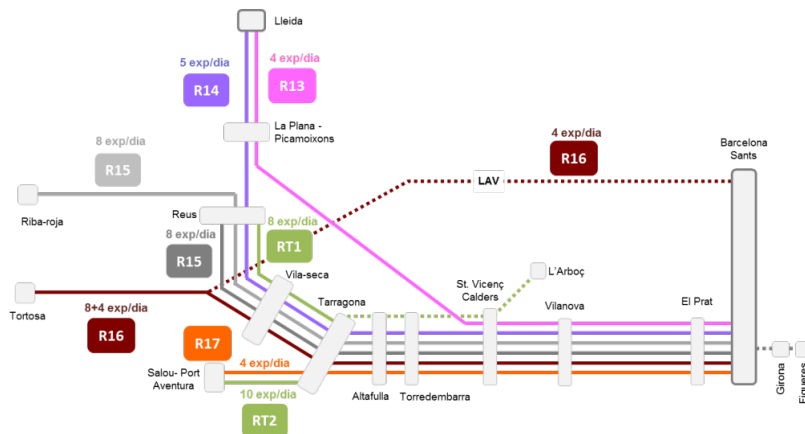 Lleida
5 exp/dia
4 exp/dia
R14
R13
La Plana -
Picamoixons
8 exp/dia
R15
4 exp/dia
R16
Barcelona
Sants
LAV
Riba-roja
Reus
8 exp/dia
R15
8 exp/dia
RT1
Vila-seca
L'Arboç
St. Vicenç
Calders
Tortosa
Tarragona
Vilanova
El Prat
8+4 exp/dia
R16
R17
4 exp/dia
Salou- Port
Aventura
10 exp/dia
RT2
Altafulla
Torredembarra
Girona
Figueres